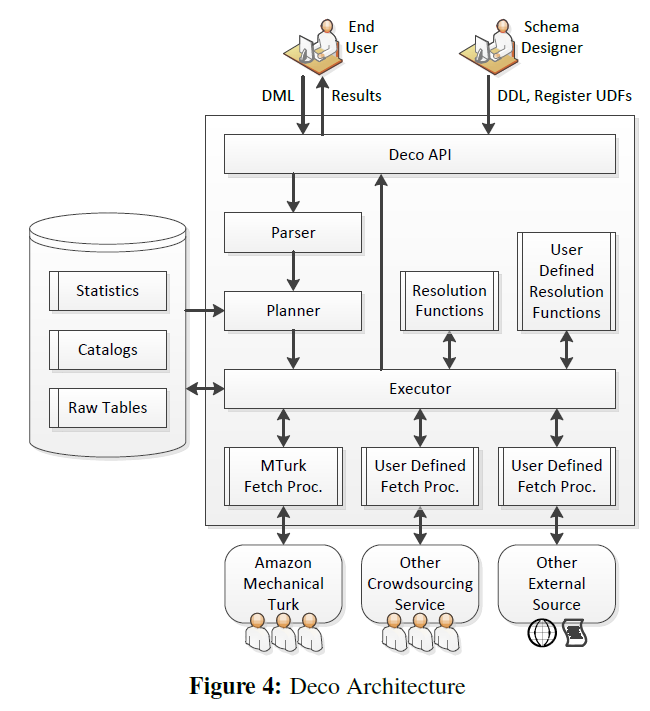 End
User
Schema
Designer
DML
Results
DDL, Register UDFs
Deco API
Parser
Planner
Statistics
Catalogs
Raw Tables
Resolution
Functions
User
Defined
Resolution
Functions
Executor
MTurk
Fetch Proc.
User Defined
Fetch Proc.
User Defined
Fetch Proc.
Amazon
Mechanical
Turk
Other
Crowdsourcing
Service
Other
External
Source
Figure 4: Deco Architecture